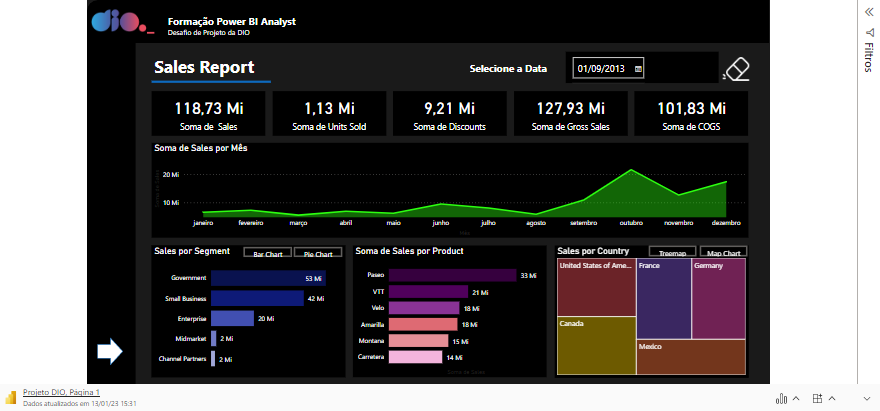 dio.
Formação Power BI Analyst
Desafio de Projeto da DIO
Sales Report
Selecione a Data
01/09/2013
118,73 Mi
Soma de Sales
1,13 Mi
Soma de Units Sold
9,21 Mi
Soma de Discounts
127,93 Mi
Soma de Gross Sales
101,83 Mi
Soma de COGS
Soma de Sales por Mês
20 Mi
10 Mi
janeiro fevereiro março abril maio junho julho agosto setembro outubro novembro dezembro
Sales por Segment
Bar Chart
Pie Chart
Government 53 Mi
Small Business 42 Mi
Enterprise 20 Mi
Midmarket 2 Mi
Channel Partners 2 Mi
Soma de Sales por Product
Paseo 33 Mi
VTT 21 Mi
Velo 18 Mi
Amarilla 18 Mi
Montana 15 Mi
Carretera 14 Mi
Sales por Country
Treemap
Map Chart
United States of Ame...
France
Germany
Canada
Mexico
Filtros
Projeto DIO, Página 1
Dados atualizados em 13/01/23 15:31